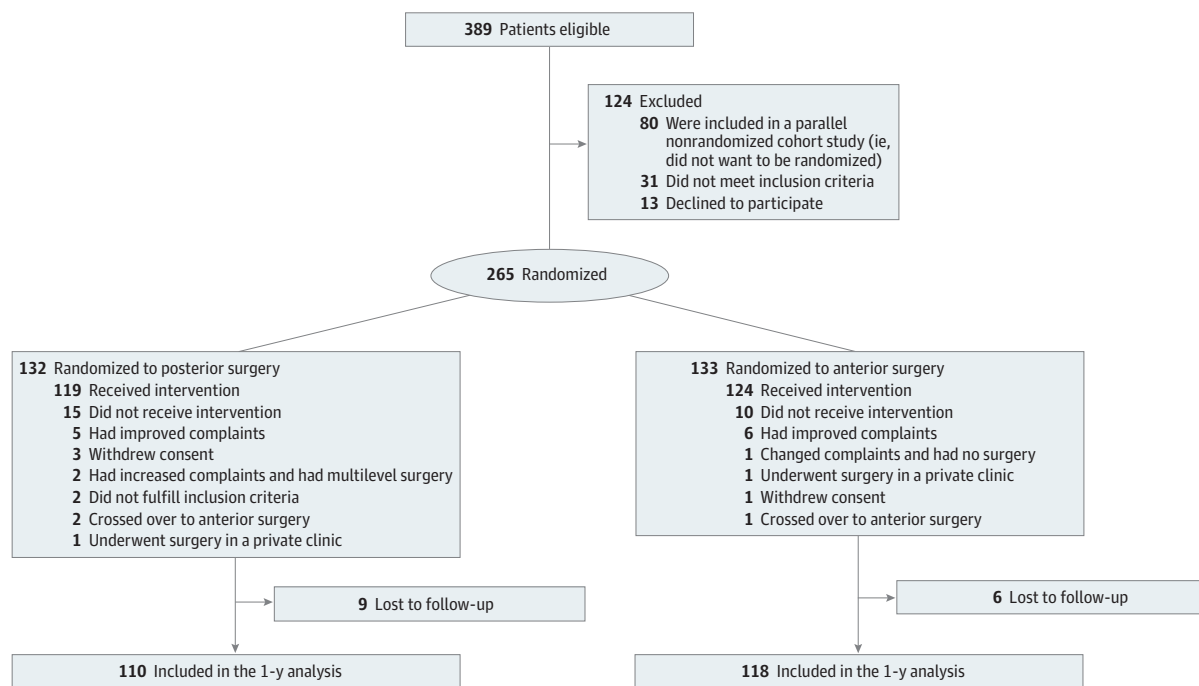 389 Patients eligible
124 Excluded
80 Were included in a parallel
nonrandomized cohort study (ie,
did not want to be randomized)
31 Did not meet inclusion criteria
13 Declined to participate
265 Randomized
132 Randomized to posterior surgery
119 Received intervention
15 Did not receive intervention
5 Had improved complaints
3 Withdrew consent
2 Had increased complaints and had multilevel surgery
2 Did not fulfill inclusion criteria
2 Crossed over to anterior surgery
1 Underwent surgery in a private clinic
133 Randomized to anterior surgery
124 Received intervention
10 Did not receive intervention
6 Had improved complaints
1 Changed complaints and had no surgery
1 Underwent surgery in a private clinic
1 Withdrew consent
1 Crossed over to anterior surgery
9 Lost to follow-up
6 Lost to follow-up
110 Included in the 1-y analysis
118 Included in the 1-y analysis